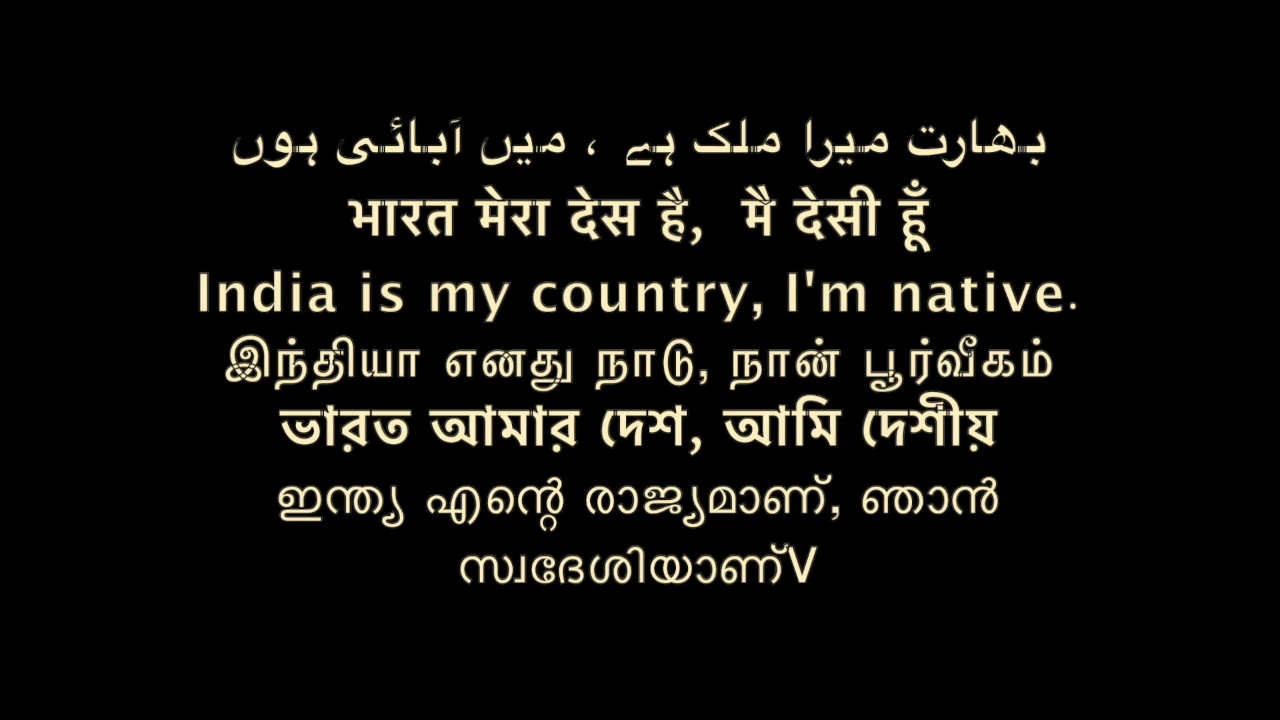 بھارت میرا ملک ہے ، میں آبائی ہوں
भारत मेरा देस है, मै देसी हूँ
India is my country, I'm native.
இந்தியா எனது நாடு, நான் பூர்வீகம்
ভারত আমার দেশ, আমি দেশীয়
ഇന്ത്യ എന്റെ രാജ്യമാണ്, ഞാൻ
സ്വദേശിയാണ്V